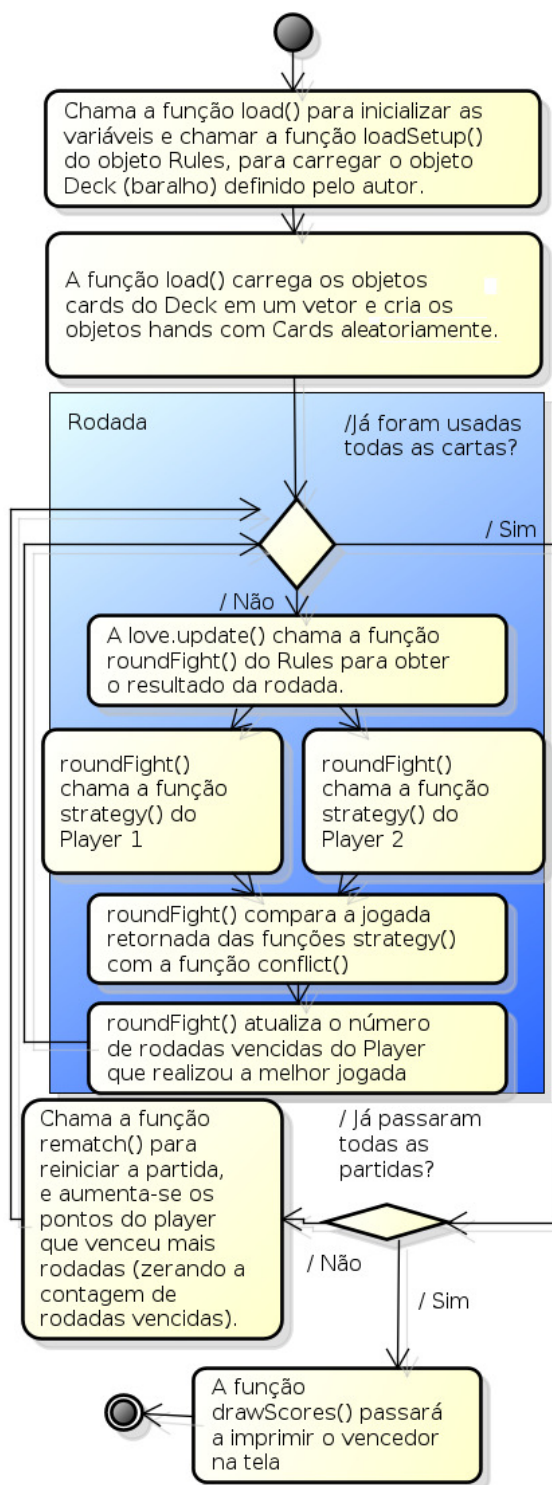 Chama a função load() para inicializar as
variáveis e chamar a função loadSetup()
do objeto Rules, para carregar o objeto
Deck (baralho) definido pelo autor.
A função load() carrega os objetos
cards do Deck em um vetor e cria os
objetos hands com Cards aleatoriamente.
Rodada
/Já foram usadas
todas as cartas?
/ Sim
/ Não
A love.update() chama a função
roundFight() do Rules para obter
o resultado da rodada.
roundFight()
chama a função
strategy() do
Player 1
roundFight()
chama a função
strategy() do
Player 2
roundFight() compara a jogada
retornada das funções strategy()
com a função conflict()
roundFight() atualiza o número
de rodadas vencidas do Player
que realizou a melhor jogada
Chama a função
rematch() para
reiniciar a partida,
e aumenta-se os
pontos do player
que venceu mais
rodadas (zerando a
contagem de
rodadas vencidas).
/ Já passaram
todas as
partidas?
/ Não
/ Sim
A função
drawScores() passará
a imprimir o vencedor
na tela